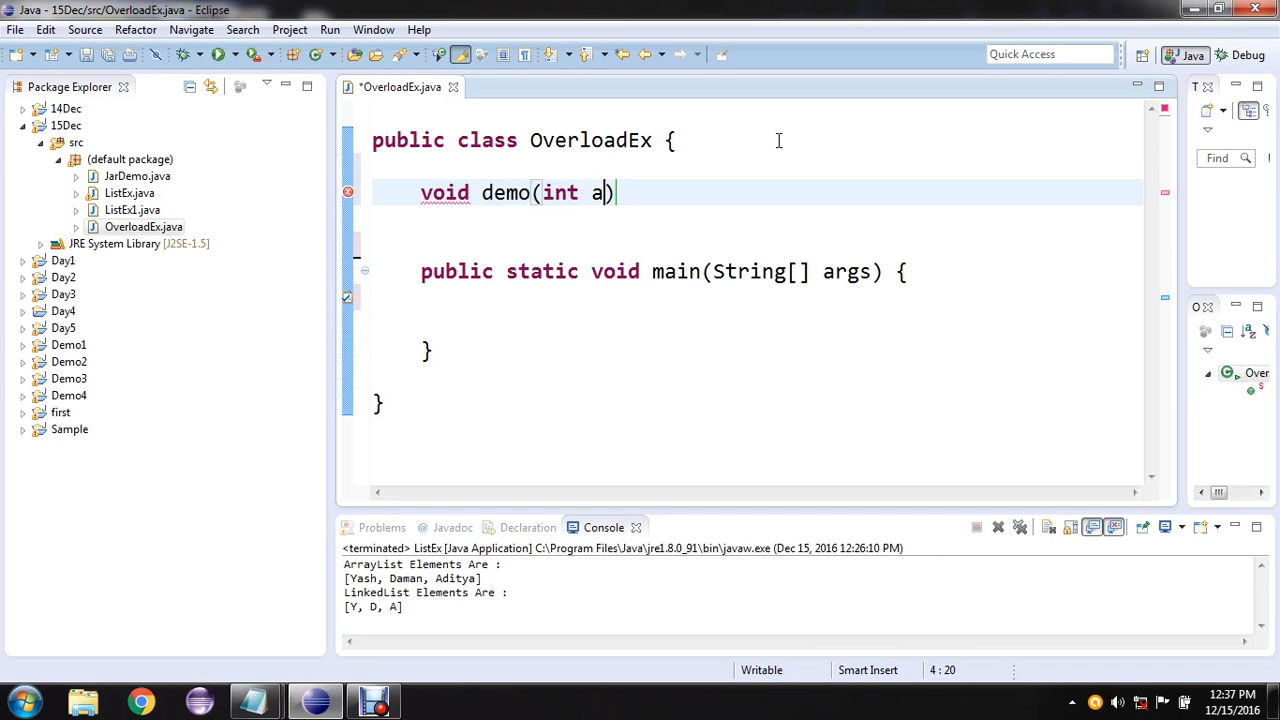 Java - 15Dec/src/OverloadEx.java - Eclipse
File Edit Source Refactor Navigate Search Project Run Window Help
Quick Access
Java
Debug
Package Explorer
14Dec
15Dec
src
(default package)
JarDemo.java
ListEx.java
ListEx1.java
OverloadEx.java
JRE System Library [J2SE-1.5]
Day1
Day2
Day3
Day4
Day5
Demo1
Demo2
Demo3
Demo4
first
Sample
*OverloadEx.java
public class OverloadEx {
void demo(int a)
public static void main(String[] args) {
}
}
T
Find
O
Over
S
Problems
Javadoc
Declaration
Console
<terminated> ListEx [Java Application] C:\Program Files\Java\jre1.8.0_91\bin\javaw.exe (Dec 15, 2016 12:26:10 PM)
ArrayList Elements Are :
[Yash, Daman, Aditya]
LinkedList Elements Are :
[Y, D, A]
Writable
Smart Insert
4 : 20
12:37 PM
12/15/2016